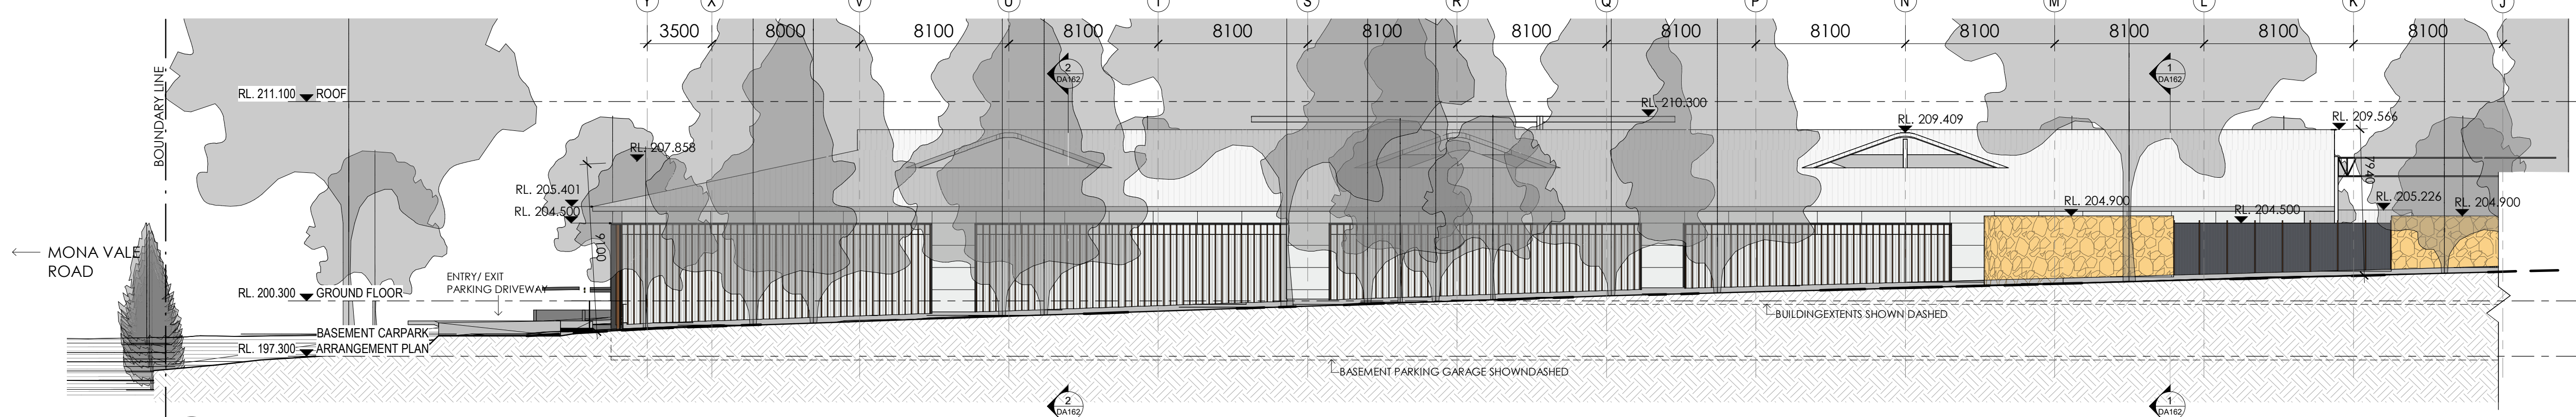 Y X V U T S R Q P N M L K J
3500 8000 8100 8100 8100 8100 8100 8100 8100 8100 8100 8100 8100
BOUNDARY LINE
2
DA162
1
DA162
RL. 211.100 ROOF
RL. 210.300
RL. 209.409
RL. 209.566
RL. 207.858
7940
RL. 205.401
RL. 204.500
RL. 204.900
RL. 204.500
RL. 205.226
RL. 204.900
9100
MONA VALE
ROAD
ENTRY/ EXIT
PARKING DRIVEWAY
RL. 200.300 GROUND FLOOR
BUILDINGEXTENTS SHOWN DASHED
BASEMENT CARPARK
RL. 197.300 ARRANGEMENT PLAN
BASEMENT PARKING GARAGE SHOWNDASHED
2
DA162
1
DA162